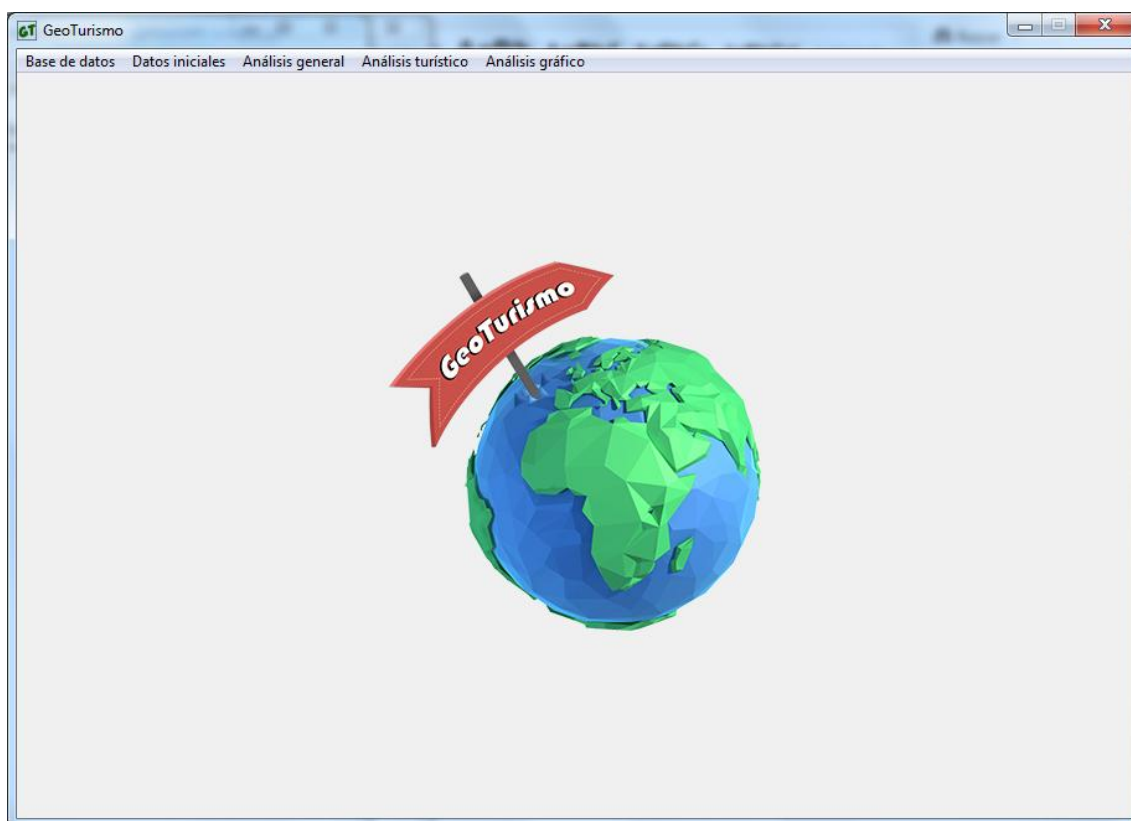 GT GeoTurismo
Base de datos Datos iniciales Análisis general Análisis turístico Análisis gráfico
GeoTurismo